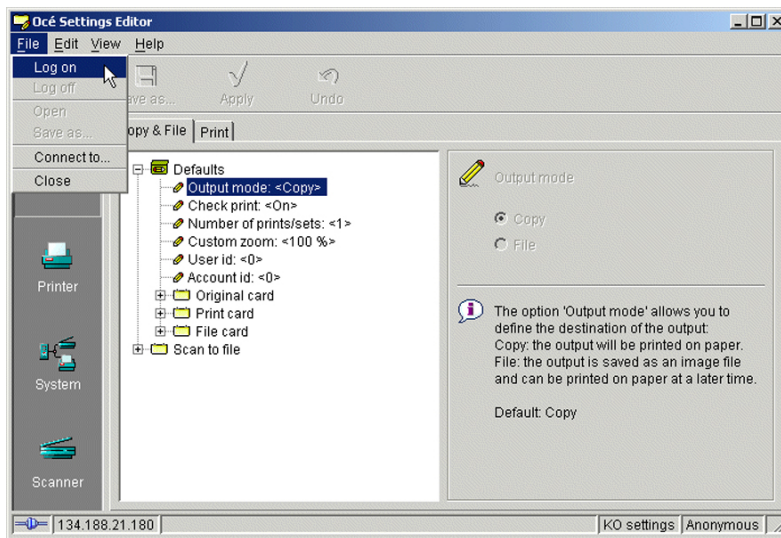 Océ Settings Editor
File Edit View Help
Log on
Log off
Open
Save as...
Connect to...
Close
ave as... Apply Undo
opy & File Print
Defaults
Output mode: <Copy>
Check print: <On>
Number of prints/sets: <1>
Custom zoom: <100 %>
User id: <0>
Account id: <0>
Original card
Print card
File card
Scan to file
Printer
System
Scanner
Output mode
Copy
File
The option 'Output mode' allows you to
define the destination of the output:
Copy: the output will be printed on paper.
File: the output is saved as an image file
and can be printed on paper at a later time.
Default: Copy
134.188.21.180 KO settings Anonymous